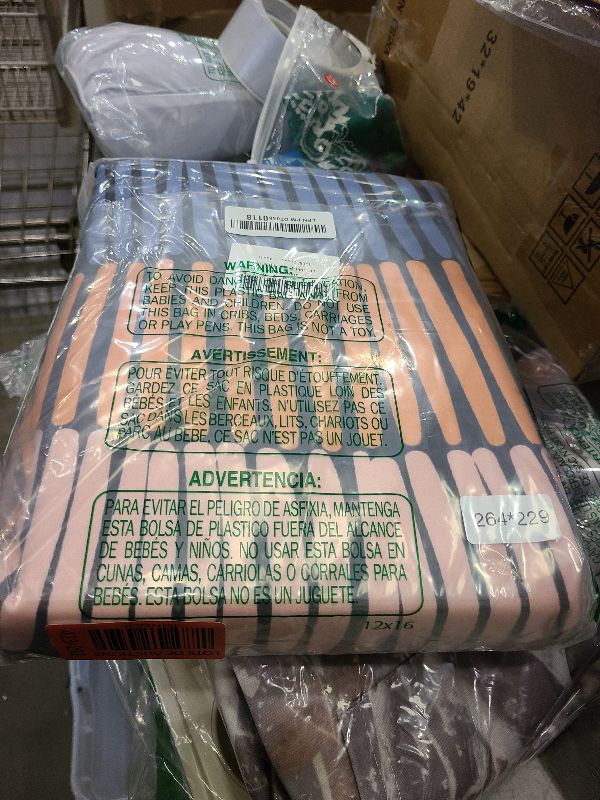 32*19*42
WARNING:
TO AVOID DANGER
KEEP THIS PLASTIC BAG AWAY FROM
BABIES AND CHILDREN. DO NOT USE
THIS BAG IN CRIBS, BEDS, CARRIAGES
OR PLAY PENS. THIS BAG IS NOT A TOY.
AVERTISSEMENT:
POUR ÉVITER TOUT RISQUE D'ÉTOUFFEMENT,
GARDEZ CE SAC EN PLASTIQUE LOIN DES
BÉBÉS ET LES ENFANTS. N'UTILISEZ PAS CE
SAC DANS LES BERCEAUX, LITS, CHARIOTS OU
PARC AU BEBE. CE SAC N'EST PAS UN JOUET.
ADVERTENCIA:
PARA EVITAR EL PELIGRO DE ASFIXIA, MANTENGA
ESTA BOLSA DE PLASTICO FUERA DEL ALCANCE
DE BEBES Y NIÑOS. NO USAR ESTA BOLSA EN
CUNAS, CAMAS, CARRIOLAS O CORRALES PARA
BEBES. ESTA BOLSA NO ES UN JUGUETE.
264*229
12x16
LOTS OF AUCTIONS